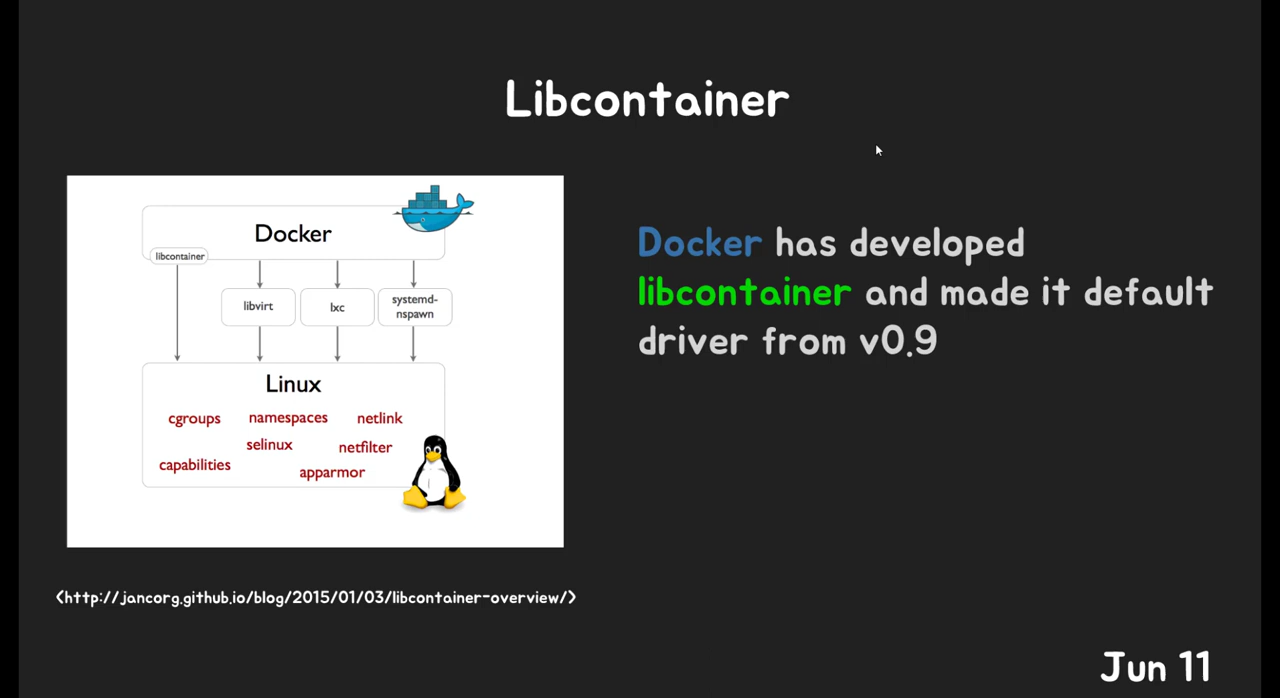 Libcontainer
Docker
libcontainer
libvirt
lxc
systemd-
nspawn
Linux
cgroups namespaces netlink
selinux netfilter
capabilities
apparmor
Docker has developed
libcontainer and made it default
driver from v0.9
<http://jancorg.github.io/blog/2015/01/03/libcontainer-overview/>
Jun 11